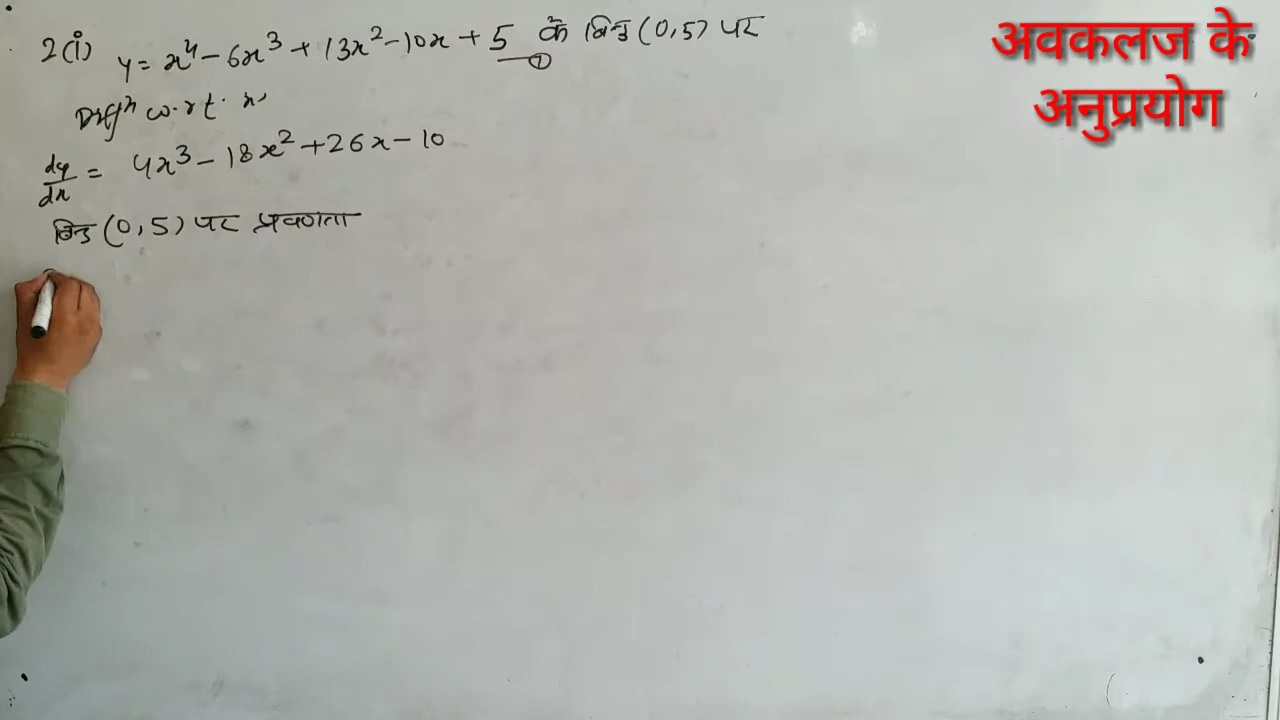 2(i) y = x⁴ - 6x³ + 13x² - 10x + 5 के बिन्दु (0,5) पर
①
Diffⁿ w.r.t. x,
dy/dx = 4x³ - 18x² + 26x - 10
बिन्दु (0,5) पर प्रवणता
अवकलज के
अनुप्रयोग